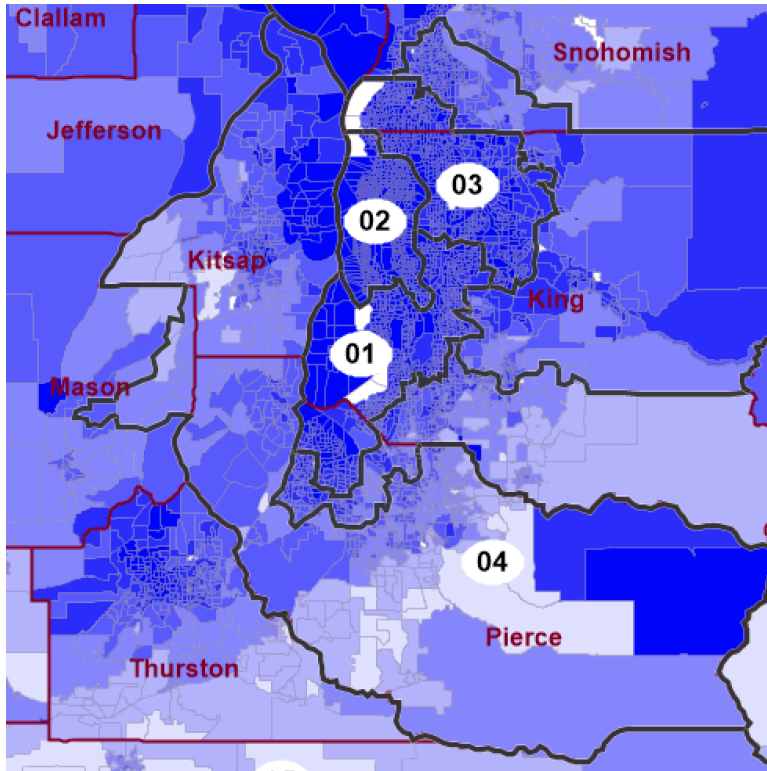 Clallam
Snohomish
Jefferson
03
02
Kitsap
King
01
Mason
04
Pierce
Thurston